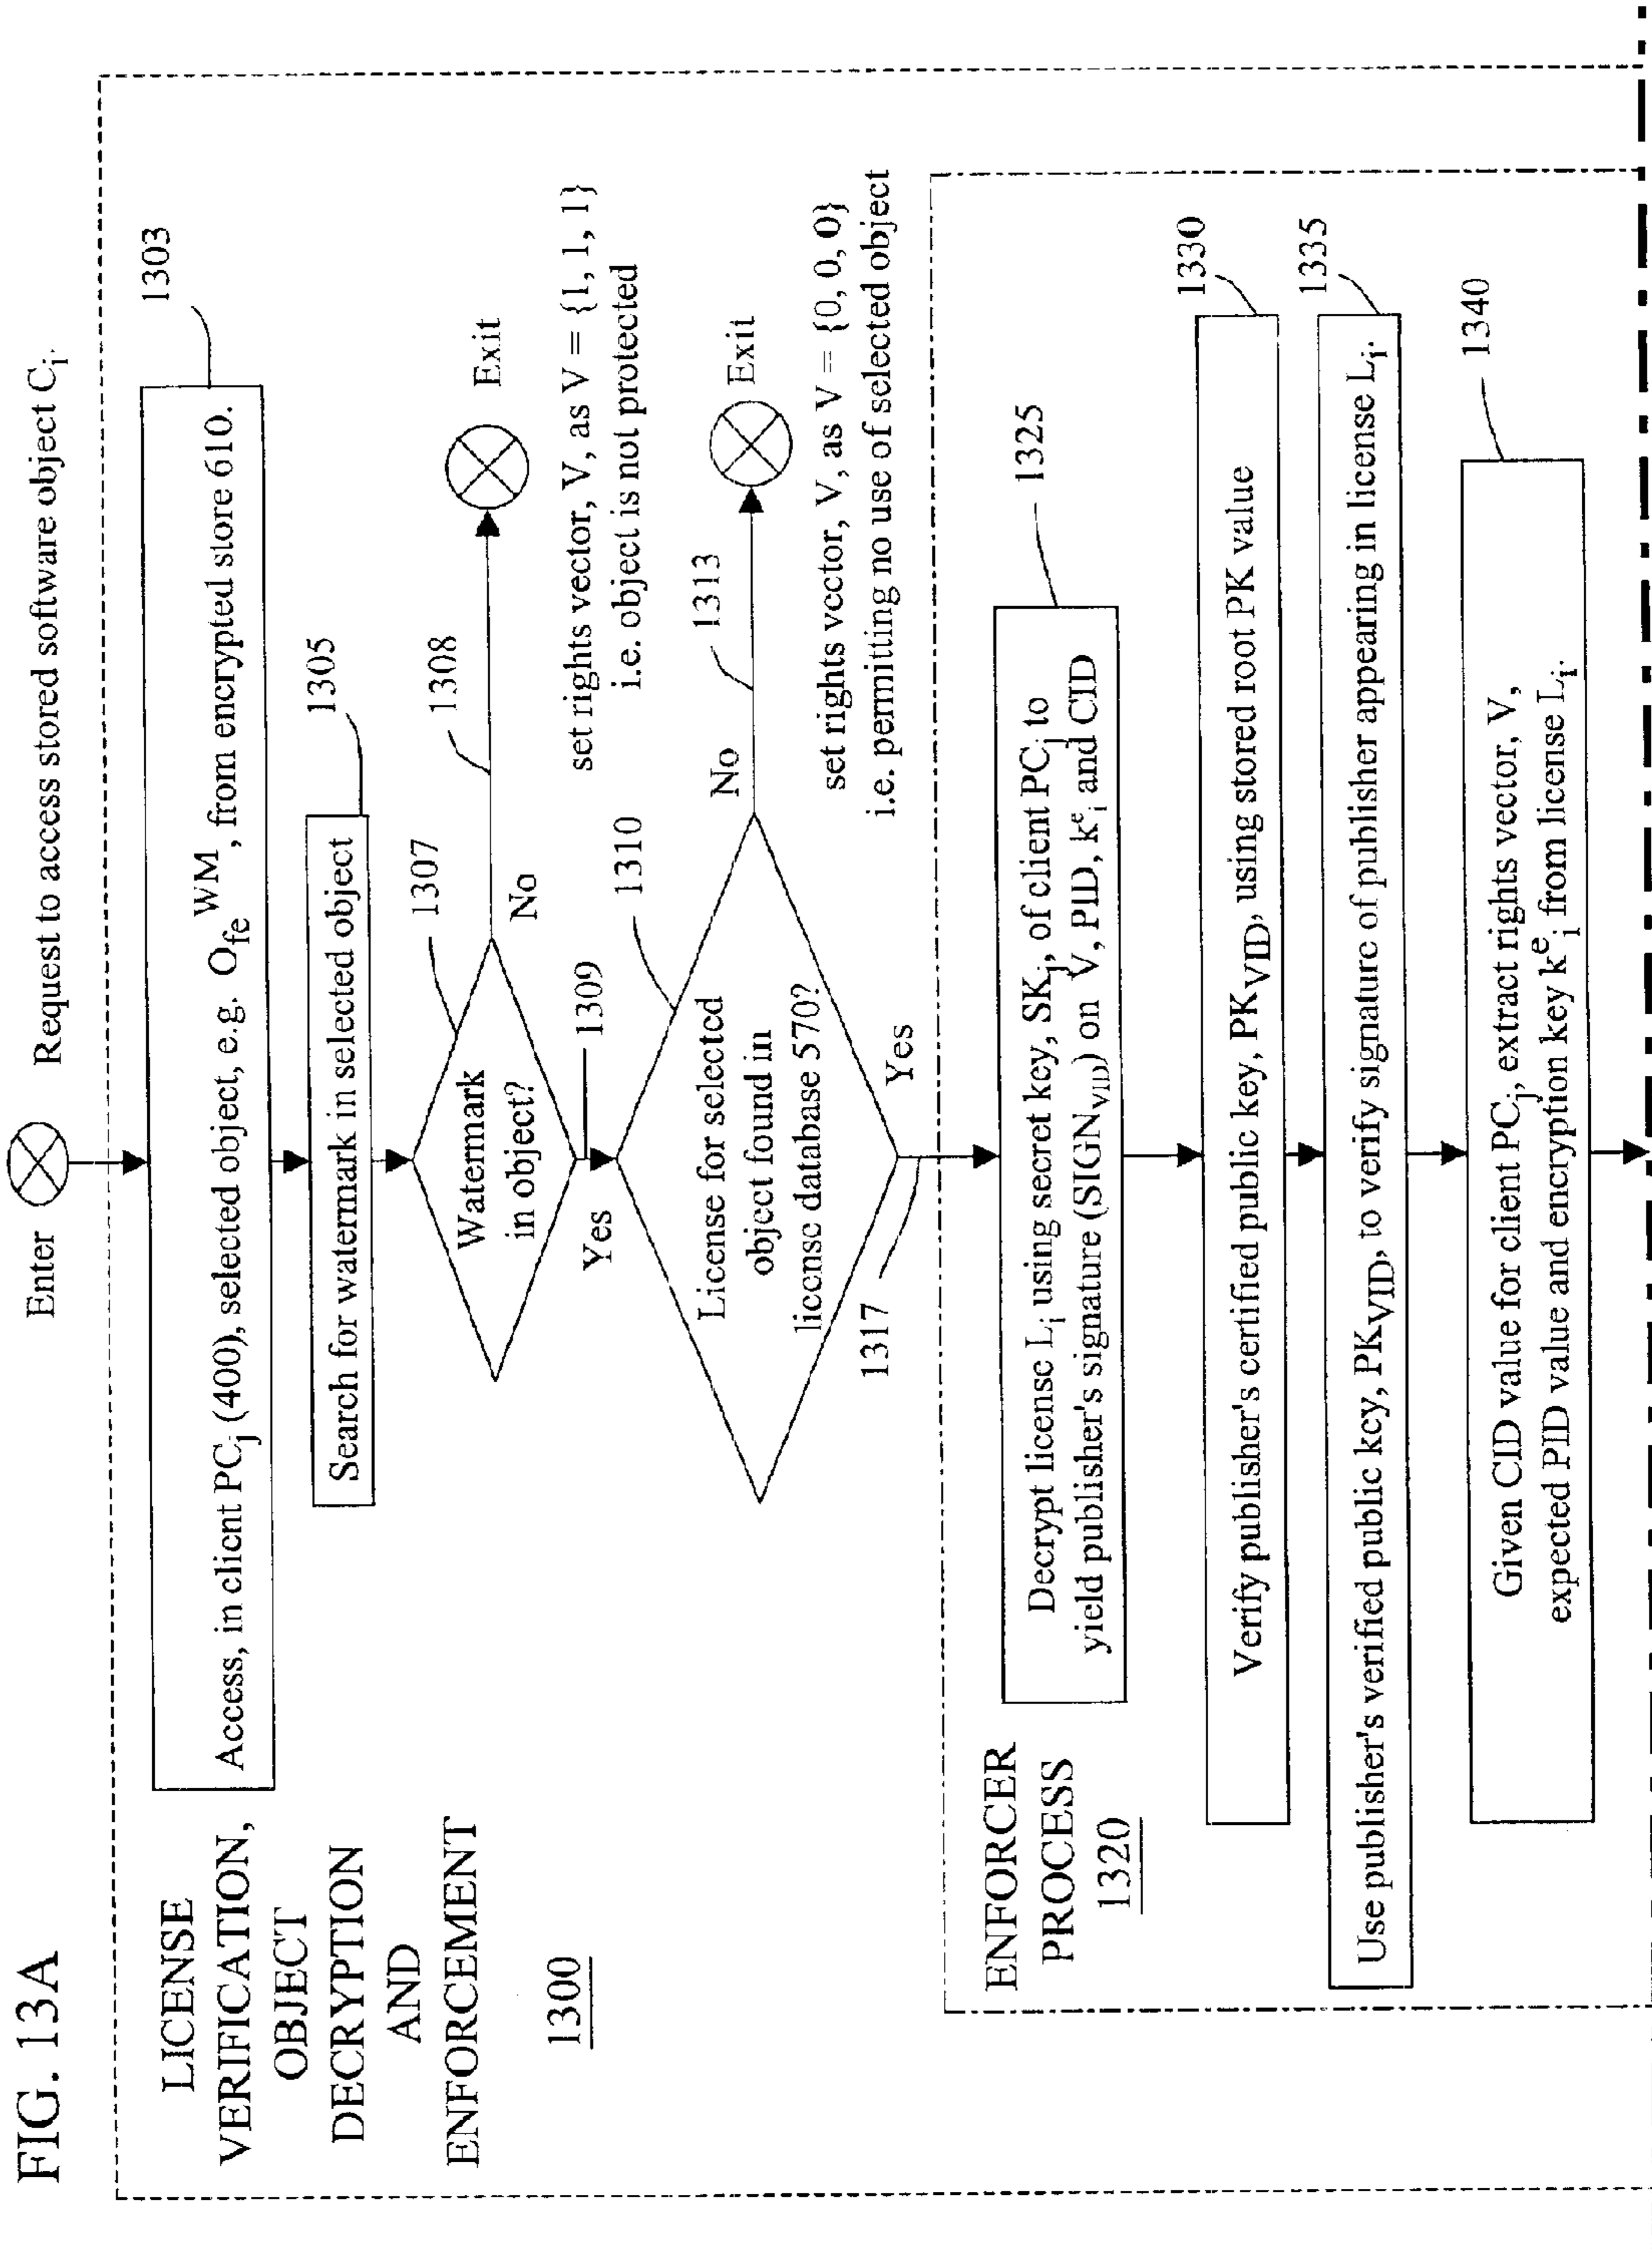 FIG. 13A
Enter
Request to access stored software object Cᵢ.
LICENSE
VERIFICATION,
OBJECT
DECRYPTION
AND
ENFORCEMENT
1300
1303
Access, in client PCⱼ (400), selected object, e.g. O_fe^WM, from encrypted store 610.
1305
Search for watermark in selected object
1307
Watermark
in object?
No
1308
Exit
set rights vector, V, as V = {1, 1, 1}
i.e. object is not protected
Yes
1309
1310
License for selected
object found in
license database 570?
No
1313
Exit
set rights vector, V, as V = {0, 0, 0}
i.e. permitting no use of selected object
Yes
1317
ENFORCER
PROCESS
1320
1325
Decrypt license Lᵢ using secret key, SKⱼ, of client PCⱼ to
yield publisher's signature (SIGN_VID) on V, PID, kᵉᵢ and CID
1330
Verify publisher's certified public key, PK_VID, using stored root PK value
1335
Use publisher's verified public key, PK_VID, to verify signature of publisher appearing in license Lᵢ.
1340
Given CID value for client PCⱼ, extract rights vector, V,
expected PID value and encryption key kᵉᵢ from license Lᵢ.